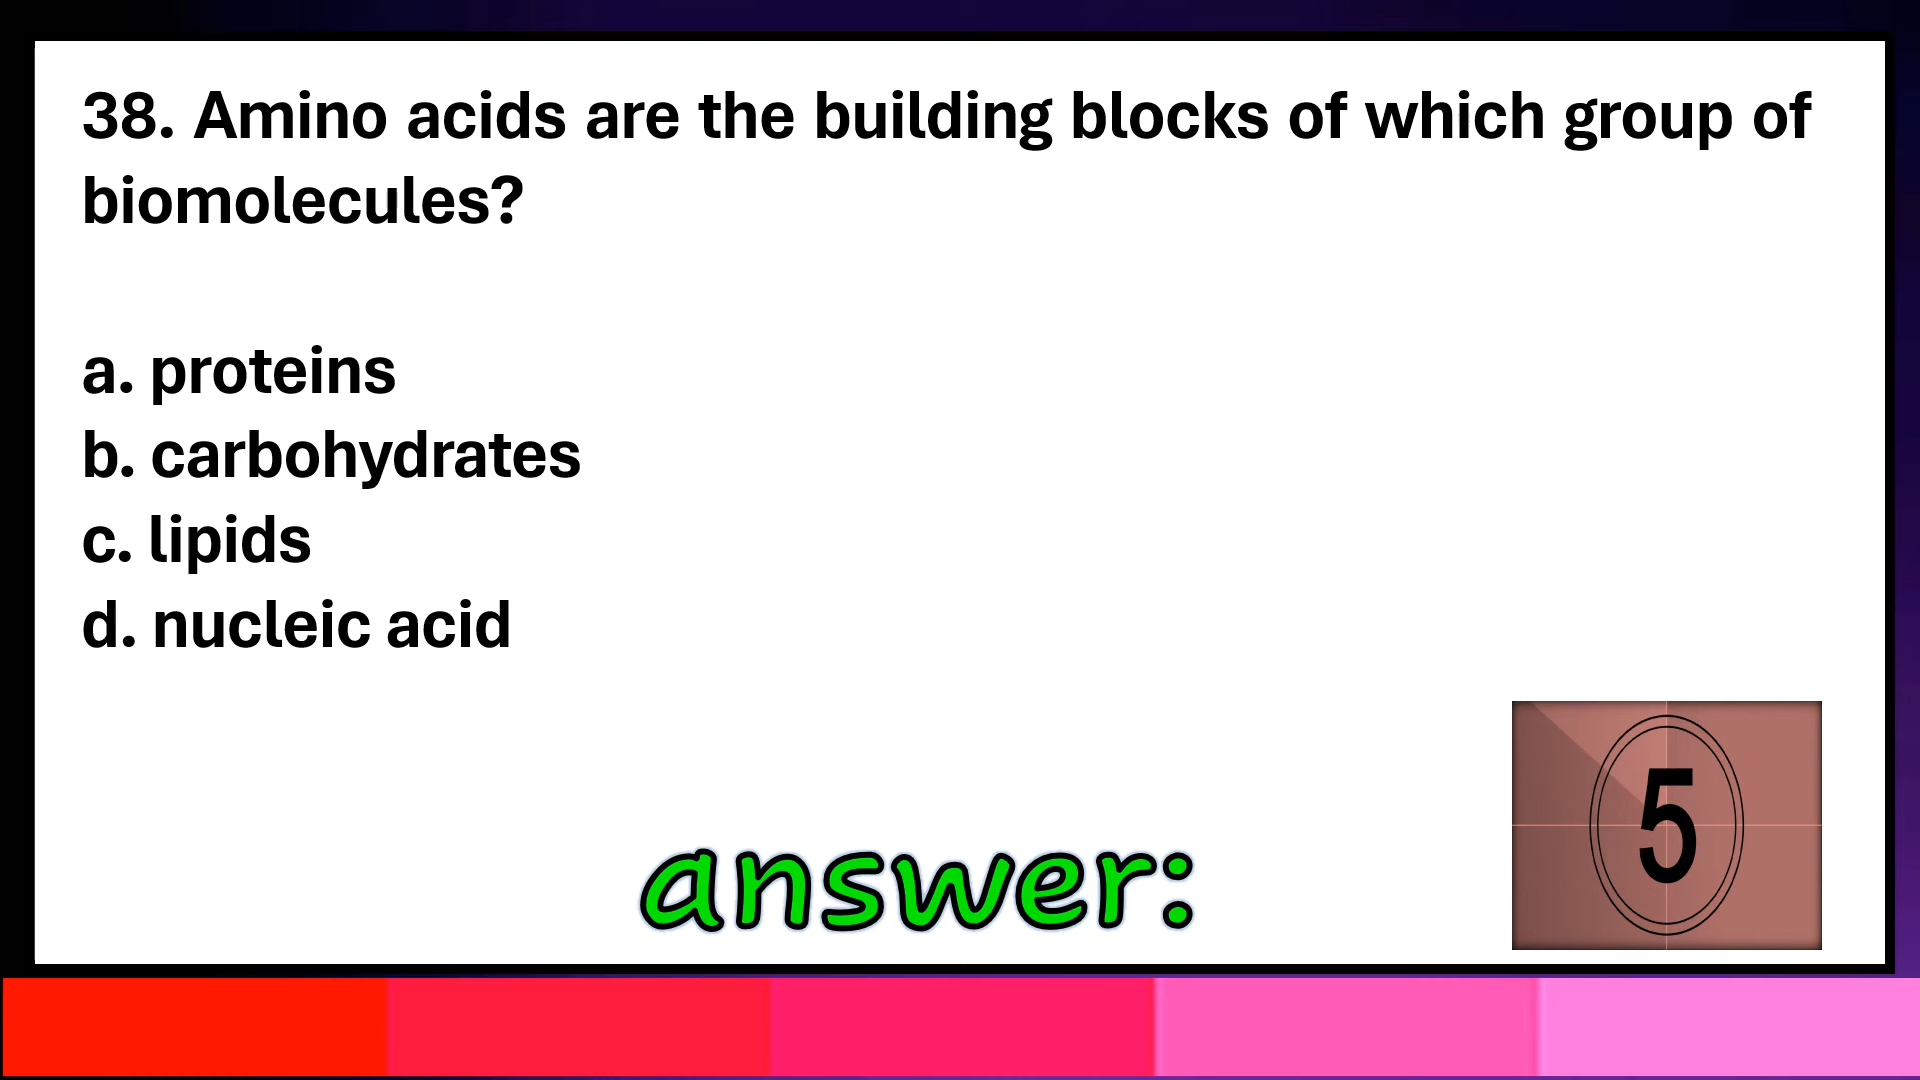 38. Amino acids are the building blocks of which group of
biomolecules?
a. proteins
b. carbohydrates
c. lipids
d. nucleic acid
answer:
5